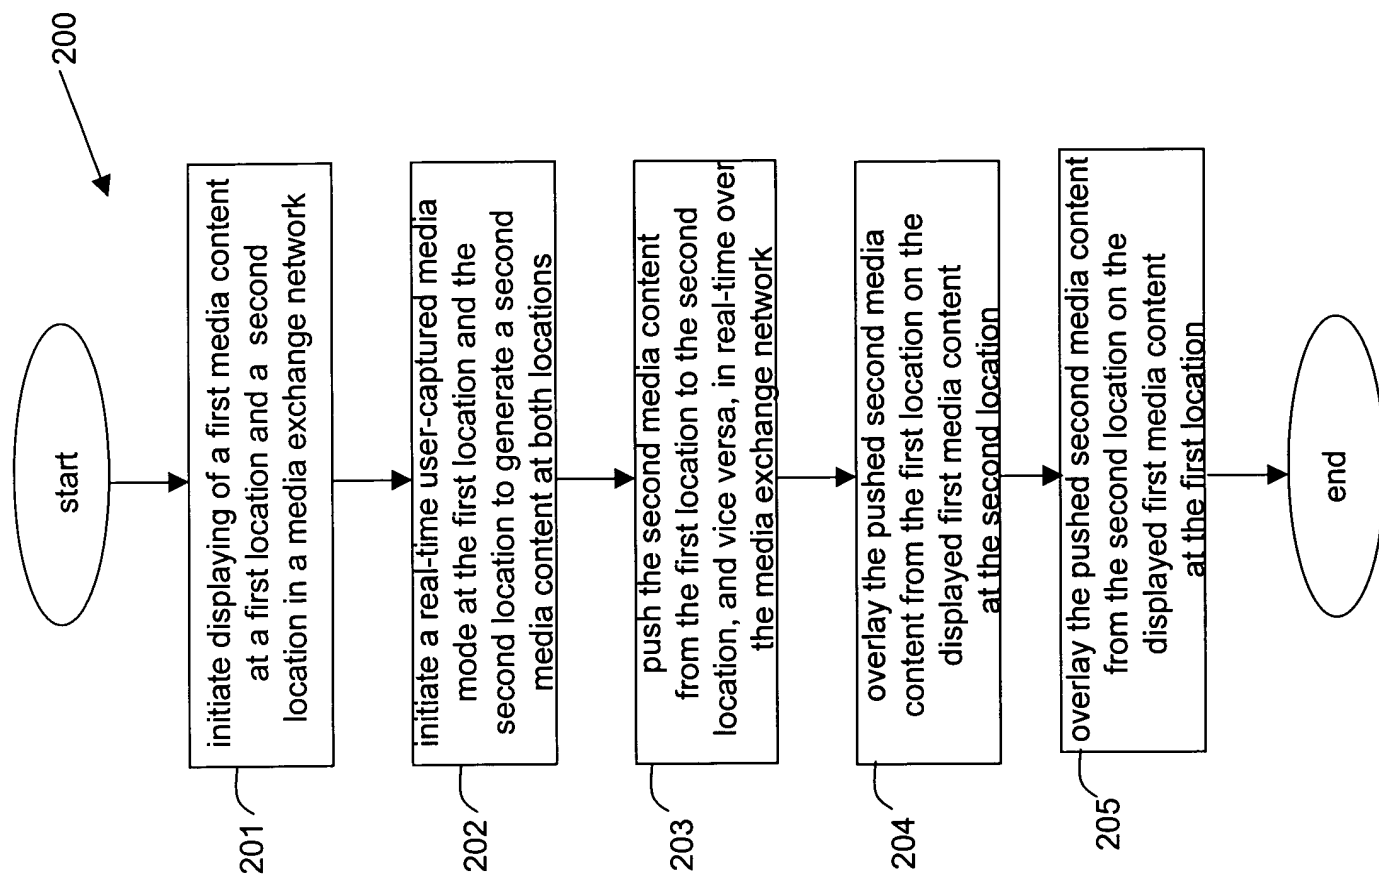 200
start
201
initiate displaying of a first media content
at a first location and a second
location in a media exchange network
202
initiate a real-time user-captured media
mode at the first location and the
second location to generate a second
media content at both locations
203
push the second media content
from the first location to the second
location, and vice versa, in real-time over
the media exchange network
204
overlay the pushed second media
content from the first location on the
displayed first media content
at the second location
205
overlay the pushed second media content
from the second location on the
displayed first media content
at the first location
end